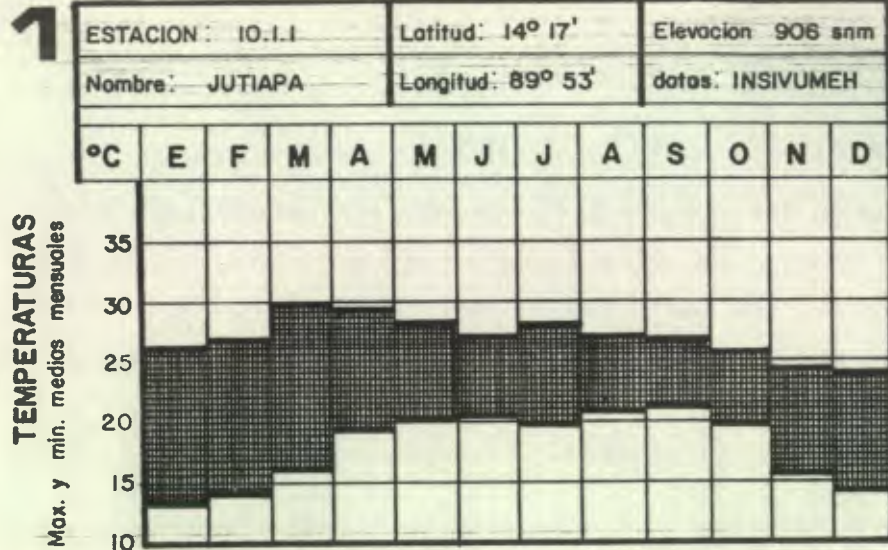 1
ESTACION: 10.1.1
Latitud: 14° 17'
Elevacion 906 snm
Nombre: JUTIAPA
Longitud: 89° 53'
datos: INSIVUMEH
°C E F M A M J J A S O N D
TEMPERATURAS
Max. y min. medios mensuales
35
30
25
20
15
10